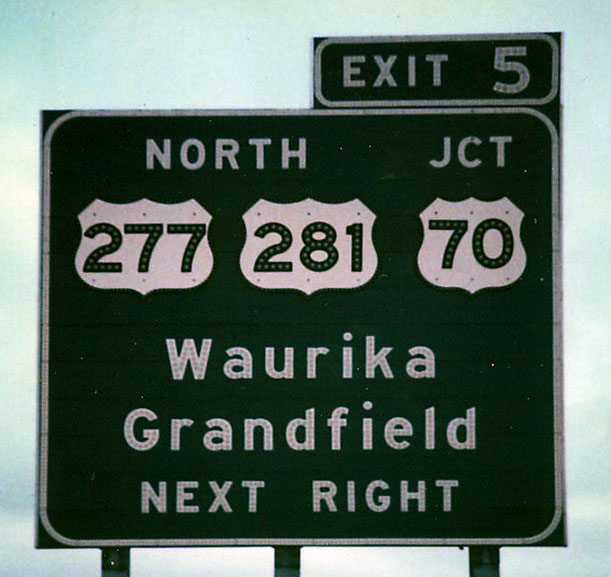 EXIT 5
NORTH JCT
277 281 70
Waurika
Grandfield
NEXT RIGHT